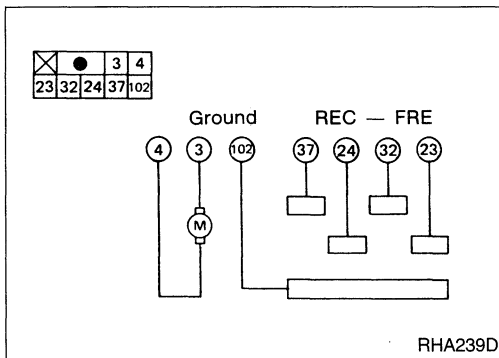 3 4
23 32 24 37 102
Ground REC — FRE
4 3 102 37 24 32 23
M
RHA239D